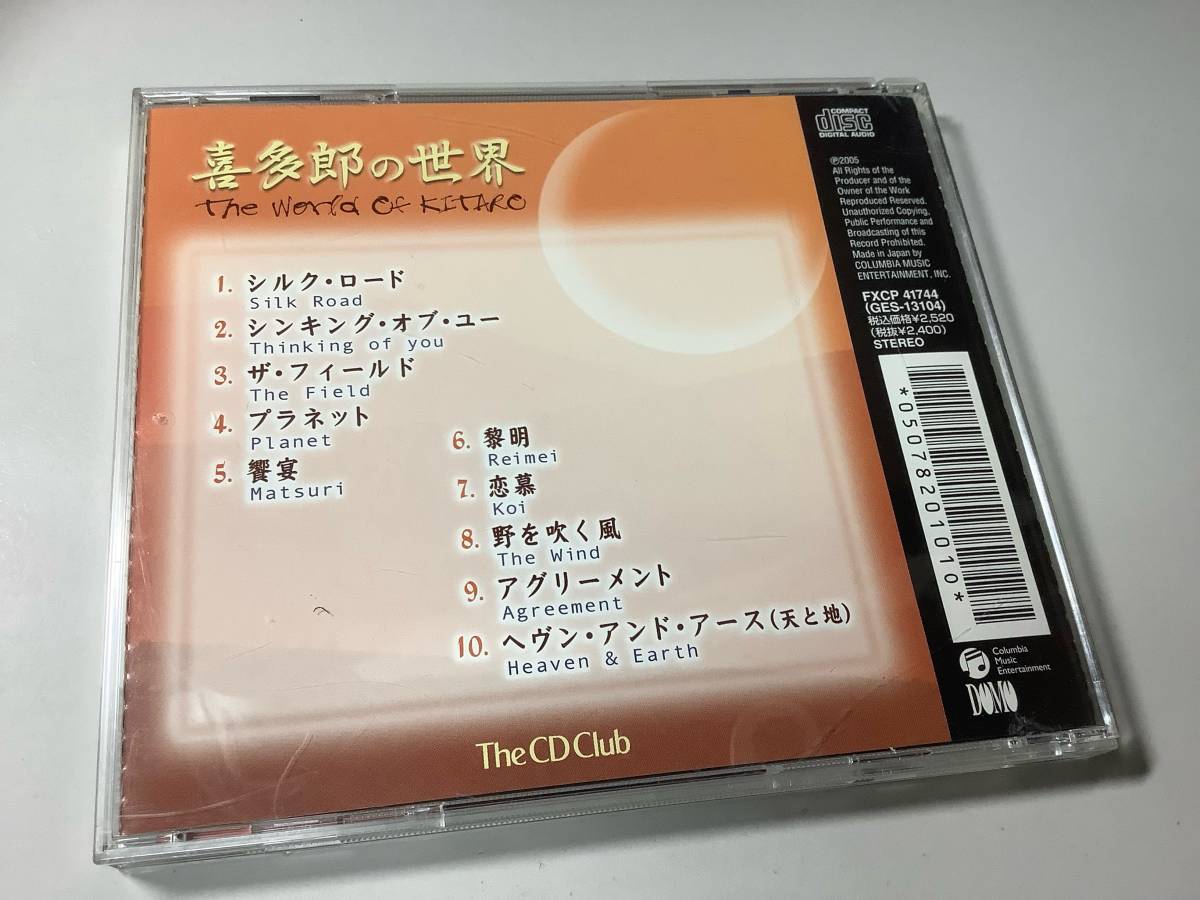 喜多郎の世界
The World Of KITARO
1. シルク・ロード
Silk Road
2. シンキング・オブ・ユー
Thinking of you
3. ザ・フィールド
The Field
4. プラネット
Planet
5. 饗宴
Matsuri
6. 黎明
Reimei
7. 恋慕
Koi
8. 野を吹く風
The Wind
9. アグリーメント
Agreement
10. ヘヴン・アンド・アース(天と地)
Heaven & Earth
The CD Club
COMPACT
disc
DIGITAL AUDIO
℗2005
All Rights of the
Producer and of the
Owner of the Work
Reproduced Reserved.
Unauthorized Copying,
Public Performance and
Broadcasting of this
Record Prohibited.
Made in Japan by
COLUMBIA MUSIC
ENTERTAINMENT, INC.
FXCP 41744
(GES-13104)
税込価格¥2,520
(税抜¥2,400)
STEREO
*0507820101010*
Columbia
Music
Entertainment
DOMO